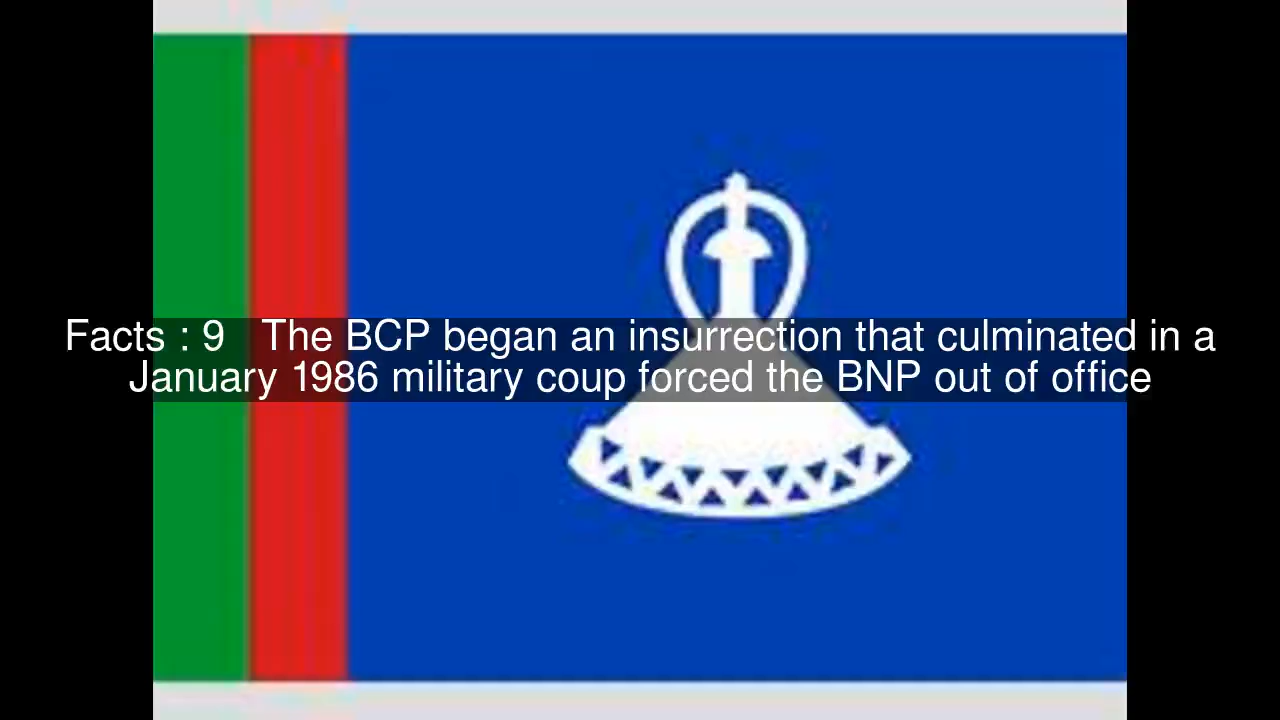 Facts : 9 The BCP began an insurrection that culminated in a
January 1986 military coup forced the BNP out of office